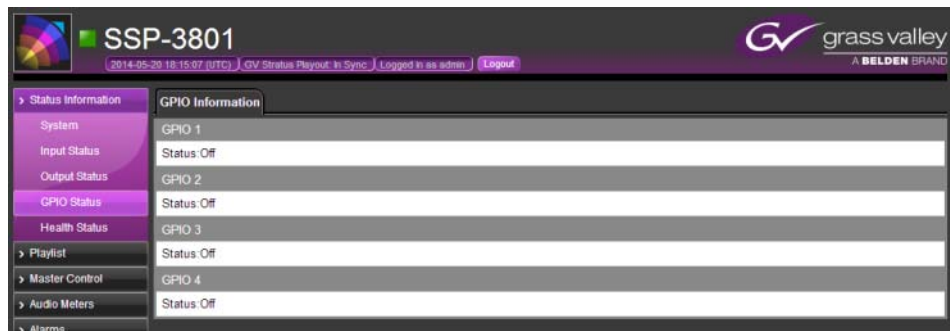 SSP-3801
grass valley
A BELDEN BRAND
2014-05-20 18:15:07 (UTC) GV Stratus Playout: In Sync Logged in as admin Logout
> Status Information
System
Input Status
Output Status
GPIO Status
Health Status
> Playlist
> Master Control
> Audio Meters
> Alarms
GPIO Information
GPIO 1
Status:Off
GPIO 2
Status:Off
GPIO 3
Status:Off
GPIO 4
Status:Off